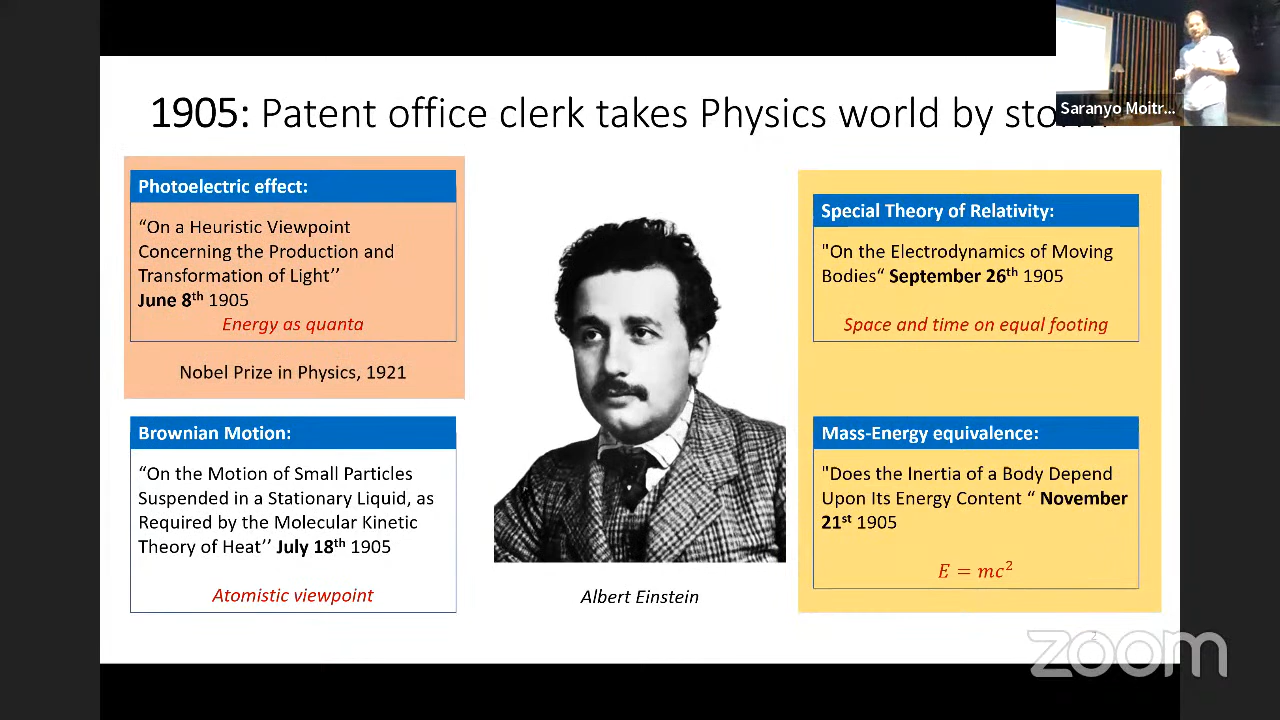 Saranyo Moitr...
1905: Patent office clerk takes Physics world by
Photoelectric effect:
“On a Heuristic Viewpoint
Concerning the Production and
Transformation of Light’’
June 8th 1905
Energy as quanta
Nobel Prize in Physics, 1921
Brownian Motion:
“On the Motion of Small Particles
Suspended in a Stationary Liquid, as
Required by the Molecular Kinetic
Theory of Heat’’ July 18th 1905
Atomistic viewpoint
Albert Einstein
Special Theory of Relativity:
"On the Electrodynamics of Moving
Bodies“ September 26th 1905
Space and time on equal footing
Mass-Energy equivalence:
"Does the Inertia of a Body Depend
Upon Its Energy Content “ November
21st 1905
E = mc²
2
zoom